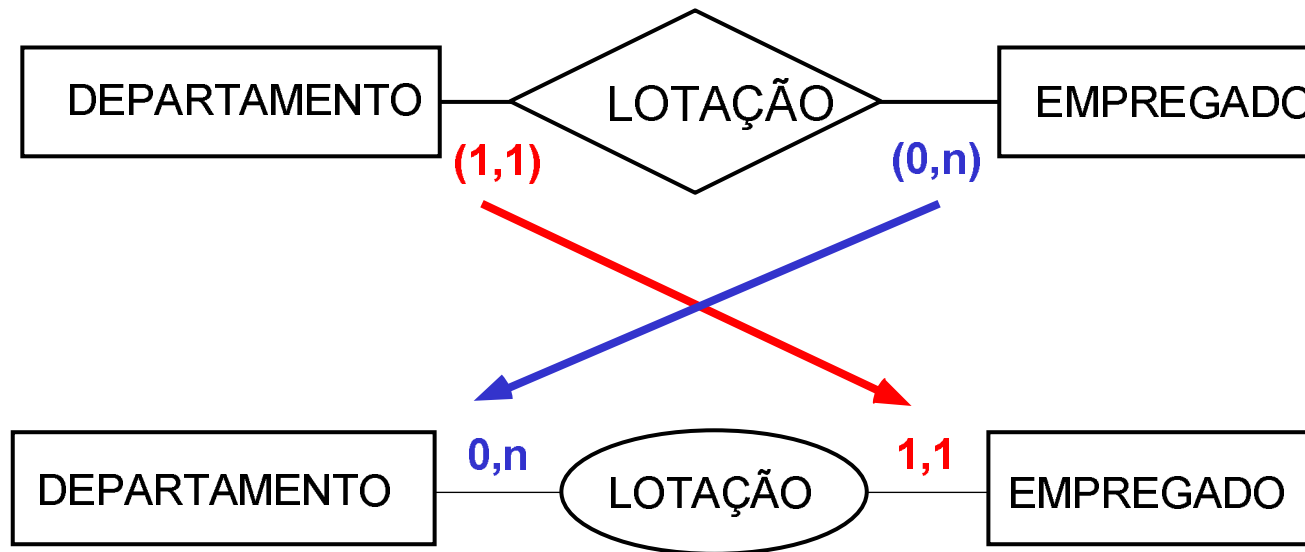 DEPARTAMENTO LOTAÇÃO EMPREGADO
(1,1) (0,n)
0,n 1,1
DEPARTAMENTO LOTAÇÃO EMPREGADO